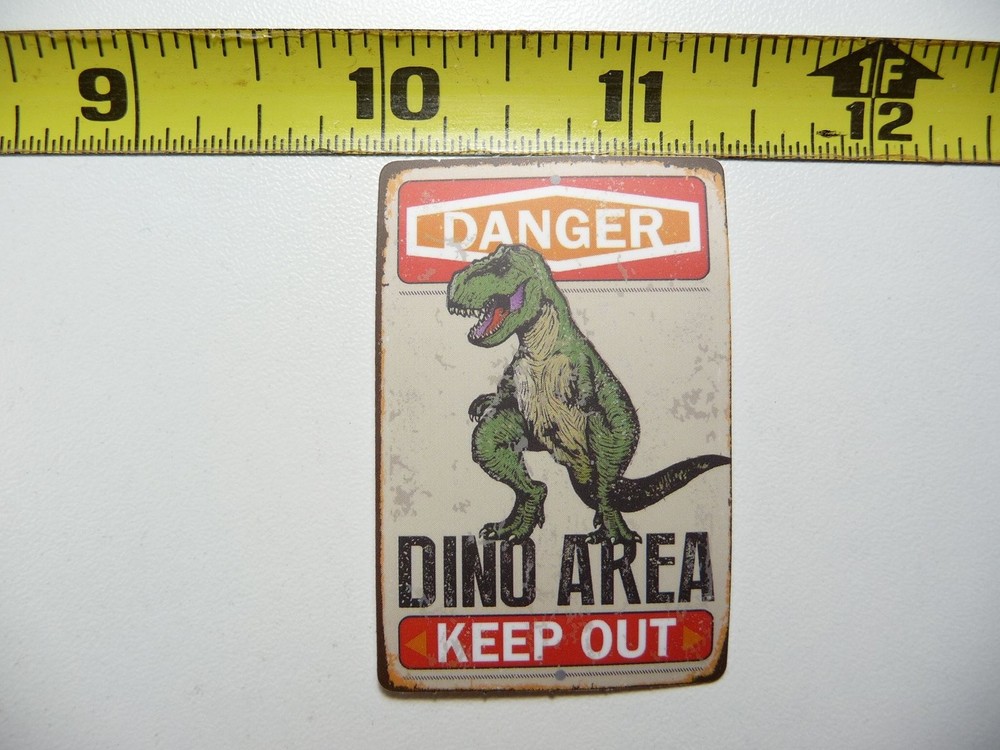 9 10 11 1F 12
DANGER
DINO AREA
KEEP OUT